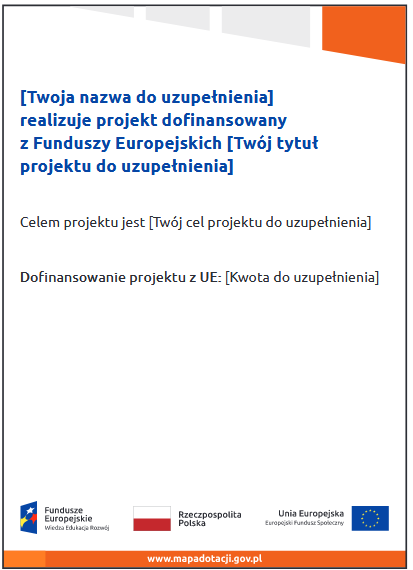 [Twoja nazwa do uzupełnienia]
realizuje projekt dofinansowany
z Funduszy Europejskich [Twój tytuł
projektu do uzupełnienia]
Celem projektu jest [Twój cel projektu do uzupełnienia]
Dofinansowanie projektu z UE: [Kwota do uzupełnienia]
Fundusze
Europejskie
Wiedza Edukacja Rozwój
Rzeczpospolita
Polska
Unia Europejska
Europejski Fundusz Społeczny
www.mapadotacji.gov.pl